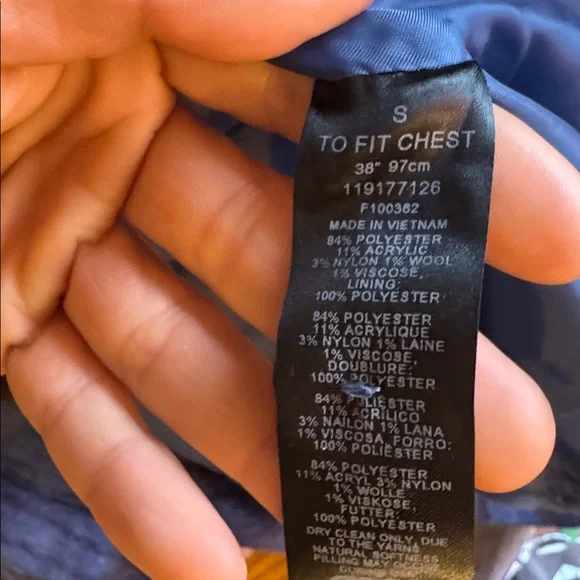 S
TO FIT CHEST
38" 97cm
119177126
F100362
MADE IN VIETNAM
84% POLYESTER
11% ACRYLIC
3% NYLON 1% WOOL
1% VISCOSE,
LINING:
100% POLYESTER
84% POLYESTER
11% ACRYLIQUE
3% NYLON 1% LAINE
1% VISCOSE,
DOUBLURE:
100% POLYESTER
84% POLIESTER
11% ACRILICO
3% NAILON 1% LANA
1% VISCOSA, FORRO:
100% POLIESTER
84% POLYESTER
11% ACRYL 3% NYLON
1% WOLLE
1% VISKOSE,
FUTTER:
100% POLYESTER
DRY CLEAN ONLY, DUE
TO THE YARNS
NATURAL SOFTNESS
PILLING MAY